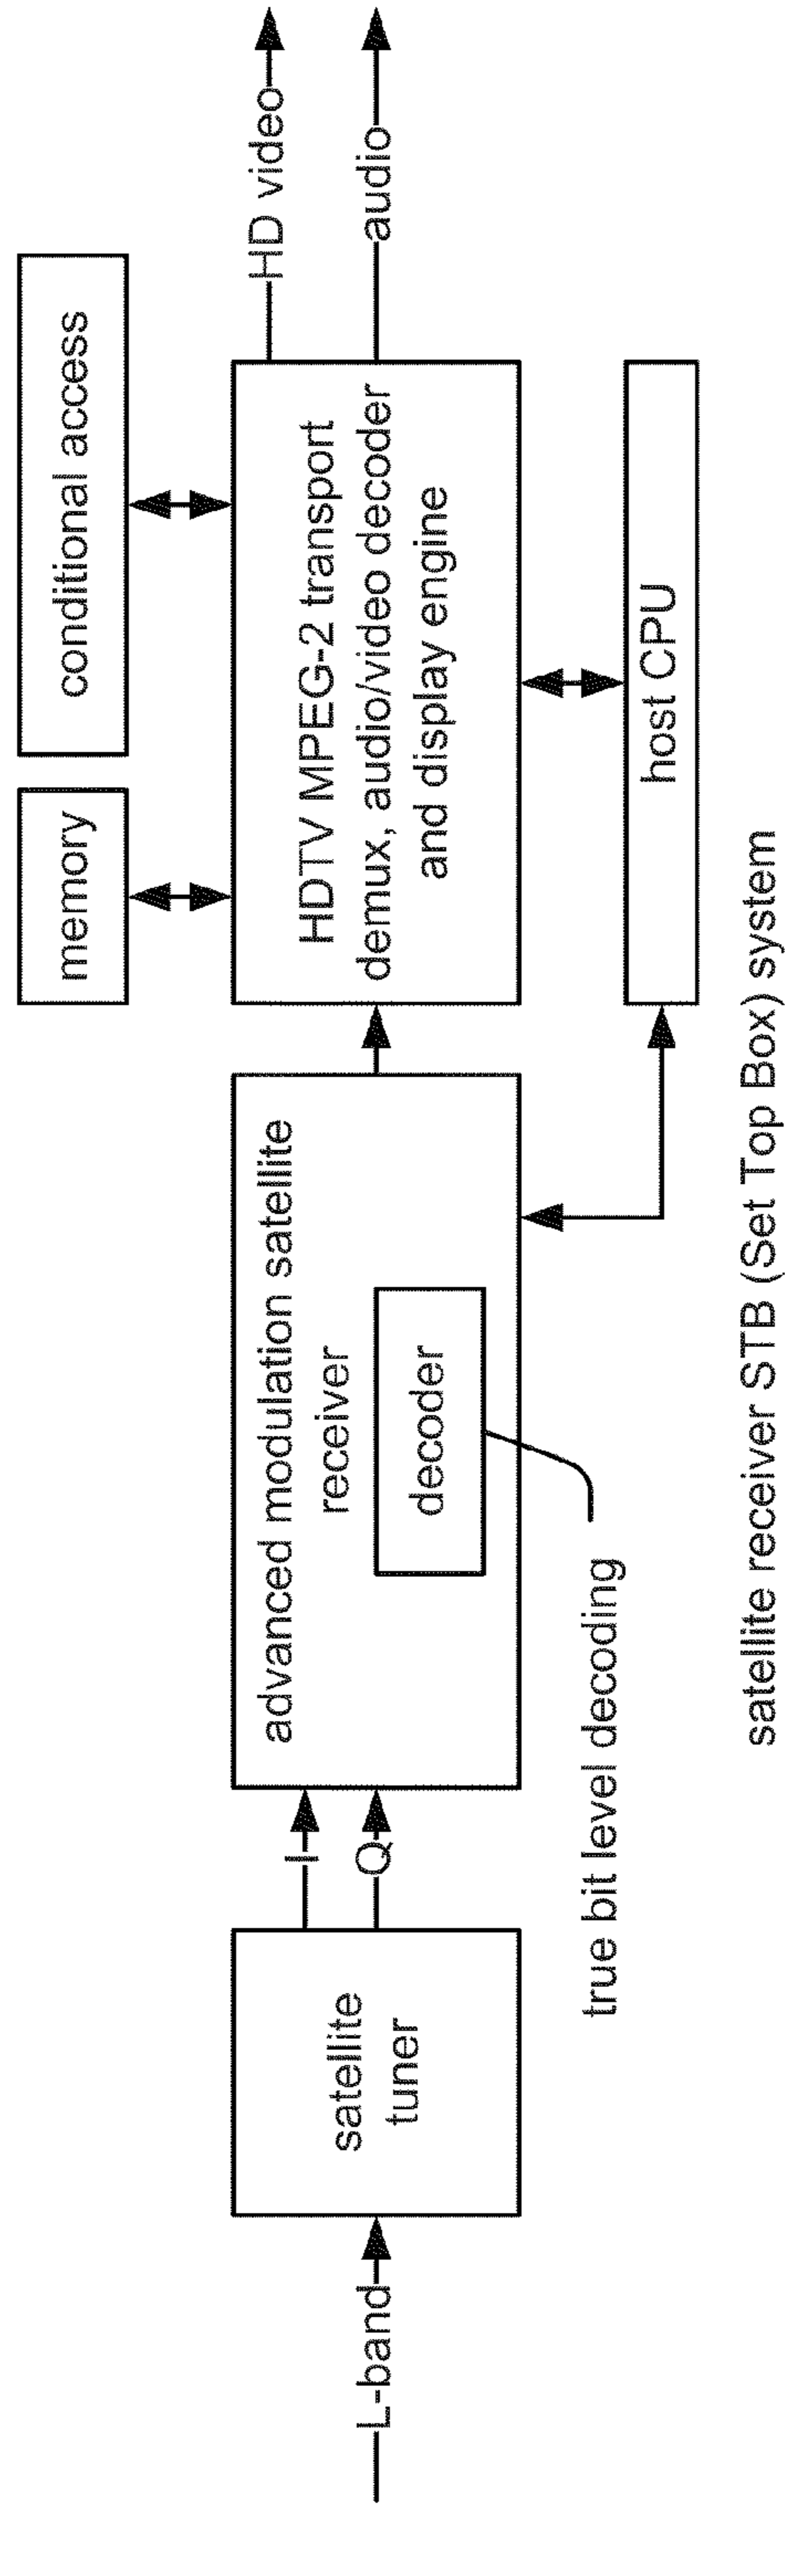 L-band
satellite
tuner
I
Q
advanced modulation satellite
receiver
decoder
true bit level decoding
memory
conditional access
HDTV MPEG-2 transport
demux, audio/video decoder
and display engine
host CPU
HD video
audio
satellite receiver STB (Set Top Box) system